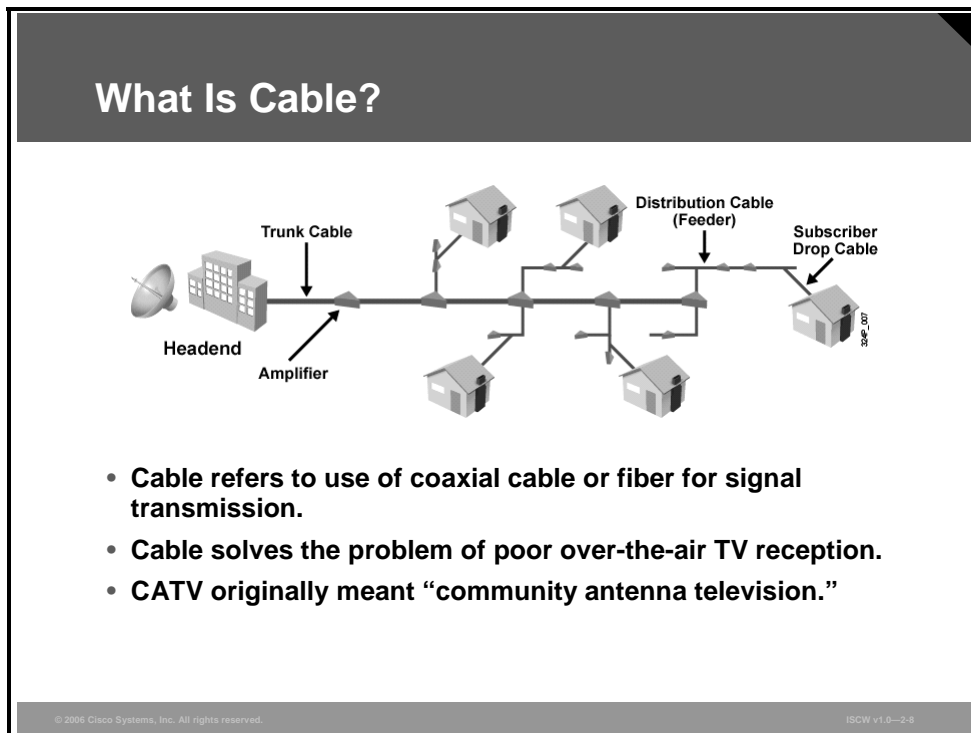 What Is Cable?
Trunk Cable
Distribution Cable
(Feeder)
Subscriber
Drop Cable
Headend
Amplifier
324P_007
• Cable refers to use of coaxial cable or fiber for signal
transmission.
• Cable solves the problem of poor over-the-air TV reception.
• CATV originally meant “community antenna television.”
© 2006 Cisco Systems, Inc. All rights reserved.
ISCW v1.0—2-8